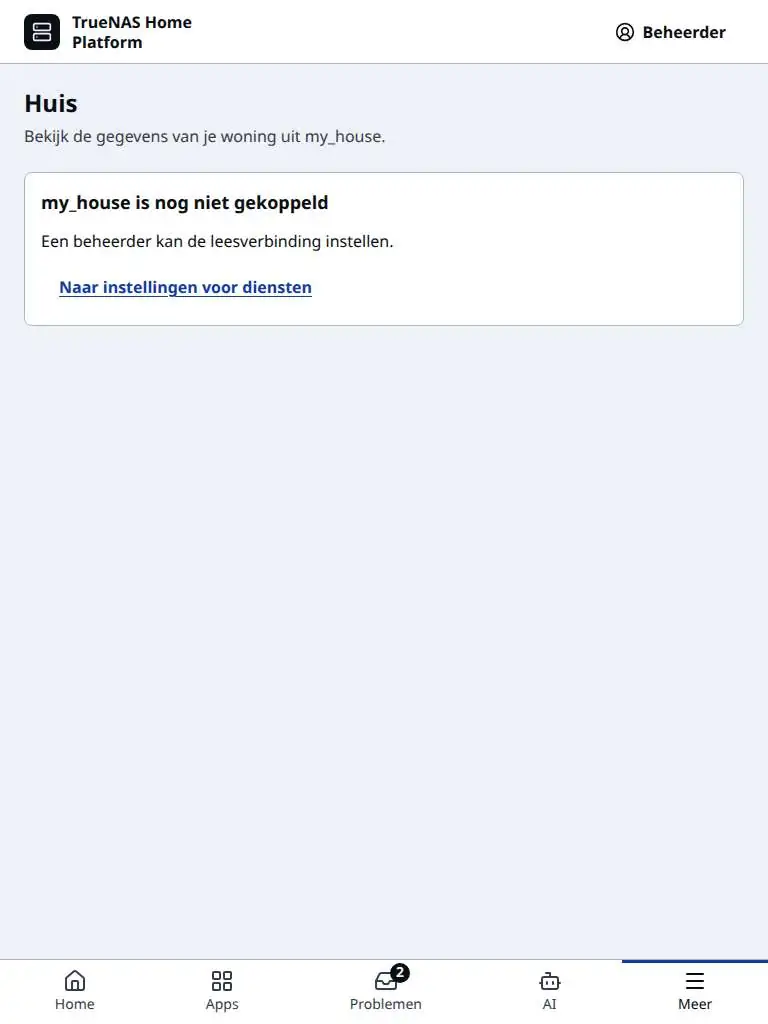 TrueNAS Home
Platform
Beheerder
Huis
Bekijk de gegevens van je woning uit my_house.
my_house is nog niet gekoppeld
Een beheerder kan de leesverbinding instellen.
Naar instellingen voor diensten
2
Home
Apps
Problemen
AI
Meer